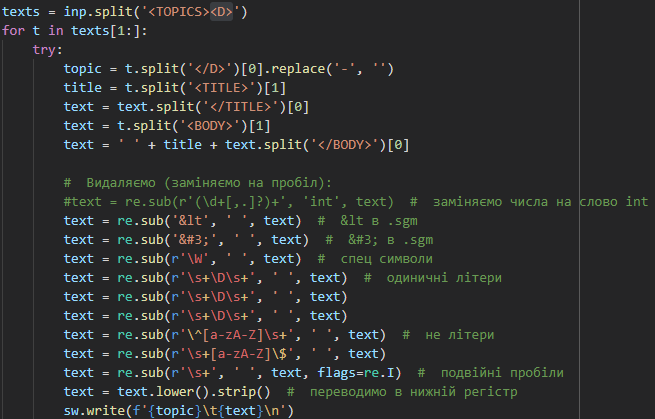 texts = inp.split('<TOPICS><D>')
for t in texts[1:]:
    try:
        topic = t.split('</D>')[0].replace('-', '')
        title = t.split('<TITLE>')[1]
        text = text.split('</TITLE>')[0]
        text = t.split('<BODY>')[1]
        text = ' ' + title + text.split('</BODY>')[0]

        #  Видаляємо (заміняємо на пробіл):
        #text = re.sub(r'(\d+[,.]?)+', 'int', text)  #  заміняємо числа на слово int
        text = re.sub('&lt', ' ', text)  #  &lt в .sgm
        text = re.sub('&#3;', ' ', text)  #  &#3; в .sgm
        text = re.sub(r'\W', ' ', text)  #  спец символи
        text = re.sub(r'\s+\D\s+', ' ', text)  #  одиничні літери
        text = re.sub(r'\s+\D\s+', ' ', text)
        text = re.sub(r'\s+\D\s+', ' ', text)
        text = re.sub(r'\^[a-zA-Z]\s+', ' ', text)  #  не літери
        text = re.sub(r'\s+[a-zA-Z]\$', ' ', text)
        text = re.sub(r'\s+', ' ', text, flags=re.I)  #  подвійні пробіли
        text = text.lower().strip()  #  переводимо в нижній регістр
        sw.write(f'{topic}\t{text}\n')